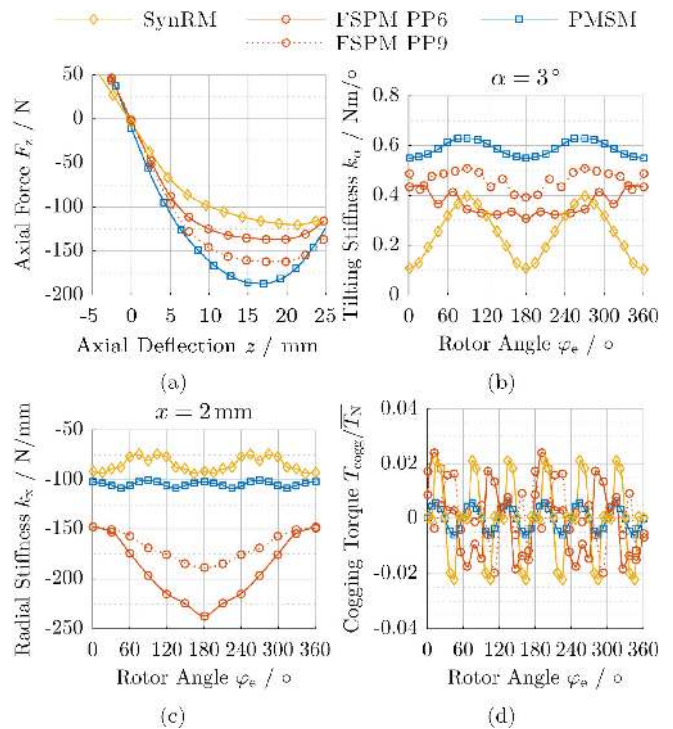 SynRM FSPM PP6 PMSM
FSPM PP9
Axial Force F_z / N
50
0
-50
-100
-150
-200
-5 0 5 10 15 20 25
Axial Deflection z / mm
(a)
α = 3°
Tilting Stiffness k_α / Nm/°
0.8
0.6
0.4
0.2
0
0 60 120 180 240 300 360
Rotor Angle φ_e / °
(b)
x = 2 mm
Radial Stiffness k_x / N/mm
-50
-100
-150
-200
-250
0 60 120 180 240 300 360
Rotor Angle φ_e / °
(c)
Cogging Torque T_cogg/T_N
0.04
0.02
0
-0.02
-0.04
0 60 120 180 240 300 360
Rotor Angle φ_e / °
(d)